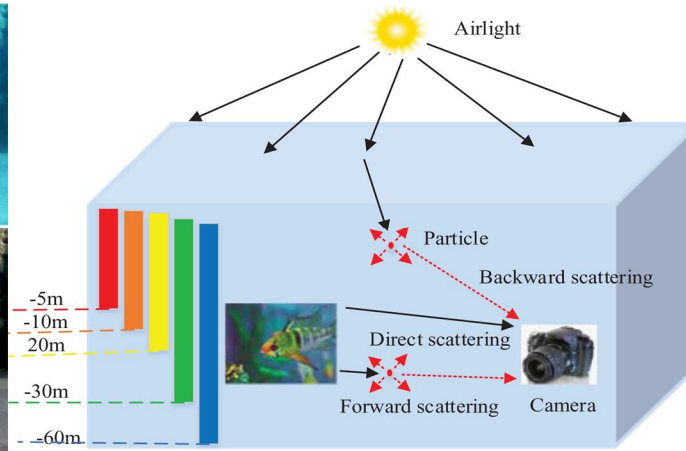 Airlight
Particle
Backward scattering
-5m
-10m
20m
-30m
-60m
Direct scattering
Forward scattering
Camera